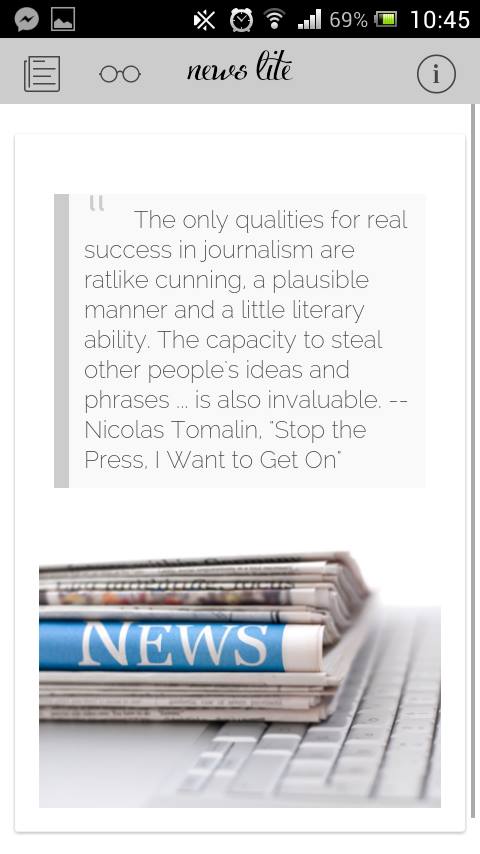 69% 10:45
news lite
i
" The only qualities for real
success in journalism are
ratlike cunning, a plausible
manner and a little literary
ability. The capacity to steal
other people`s ideas and
phrases ... is also invaluable. --
Nicolas Tomalin, "Stop the
Press, I Want to Get On"
NEWS